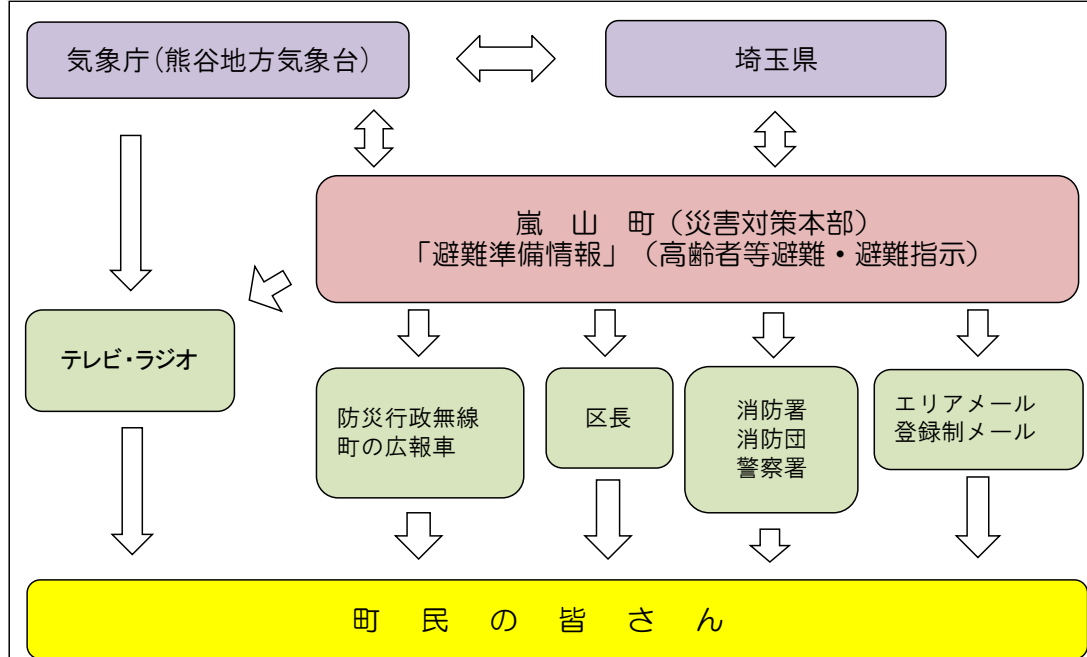 気象庁(熊谷地方気象台)
埼玉県
嵐 山 町(災害対策本部)
「避難準備情報」(高齢者等避難・避難指示)
テレビ・ラジオ
防災行政無線
町の広報車
区長
消防署
消防団
警察署
エリアメール
登録制メール
町 民 の 皆 さ ん